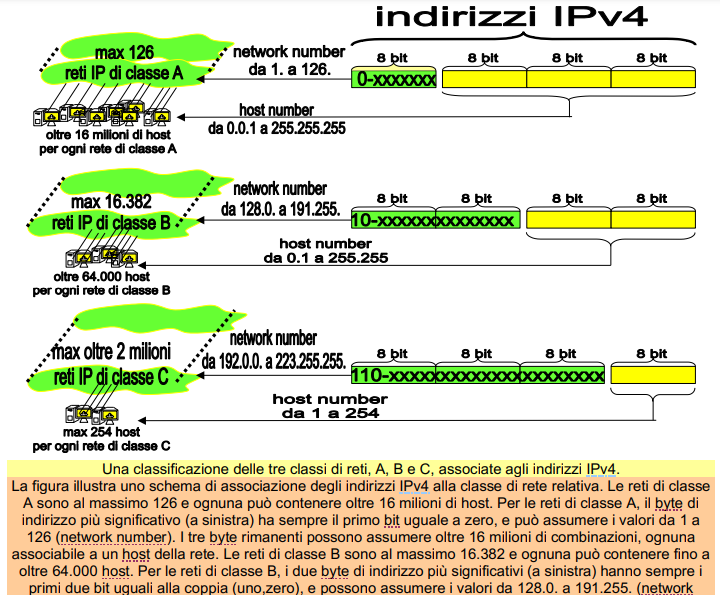 indirizzi IPv4
max 126
reti IP di classe A
network number
da 1. a 126.
8 bit 8 bit 8 bit 8 bit
0-xxxxxxx
host number
da 0.0.1 a 255.255.255
oltre 16 milioni di host
per ogni rete di classe A
max 16.382
reti IP di classe B
network number
da 128.0. a 191.255.
8 bit 8 bit 8 bit 8 bit
10-xxxxxxxxxxxxxx
host number
da 0.1 a 255.255
oltre 64.000 host
per ogni rete di classe B
max oltre 2 milioni
reti IP di classe C
network number
da 192.0.0. a 223.255.255.
8 bit 8 bit 8 bit 8 bit
110-xxxxxxxxxxxxxxxxxxxxx
host number
da 1 a 254
max 254 host
per ogni rete di classe C
Una classificazione delle tre classi di reti, A, B e C, associate agli indirizzi IPv4.
La figura illustra uno schema di associazione degli indirizzi IPv4 alla classe di rete relativa. Le reti di classe
A sono al massimo 126 e ognuna può contenere oltre 16 milioni di host. Per le reti di classe A, il byte di
indirizzo più significativo (a sinistra) ha sempre il primo bit uguale a zero, e può assumere i valori da 1 a
126 (network number). I tre byte rimanenti possono assumere oltre 16 milioni di combinazioni, ognuna
associabile a un host della rete. Le reti di classe B sono al massimo 16.382 e ognuna può contenere fino a
oltre 64.000 host. Per le reti di classe B, i due byte di indirizzo più significativi (a sinistra) hanno sempre i
primi due bit uguali alla coppia (uno,zero), e possono assumere i valori da 128.0. a 191.255. (network